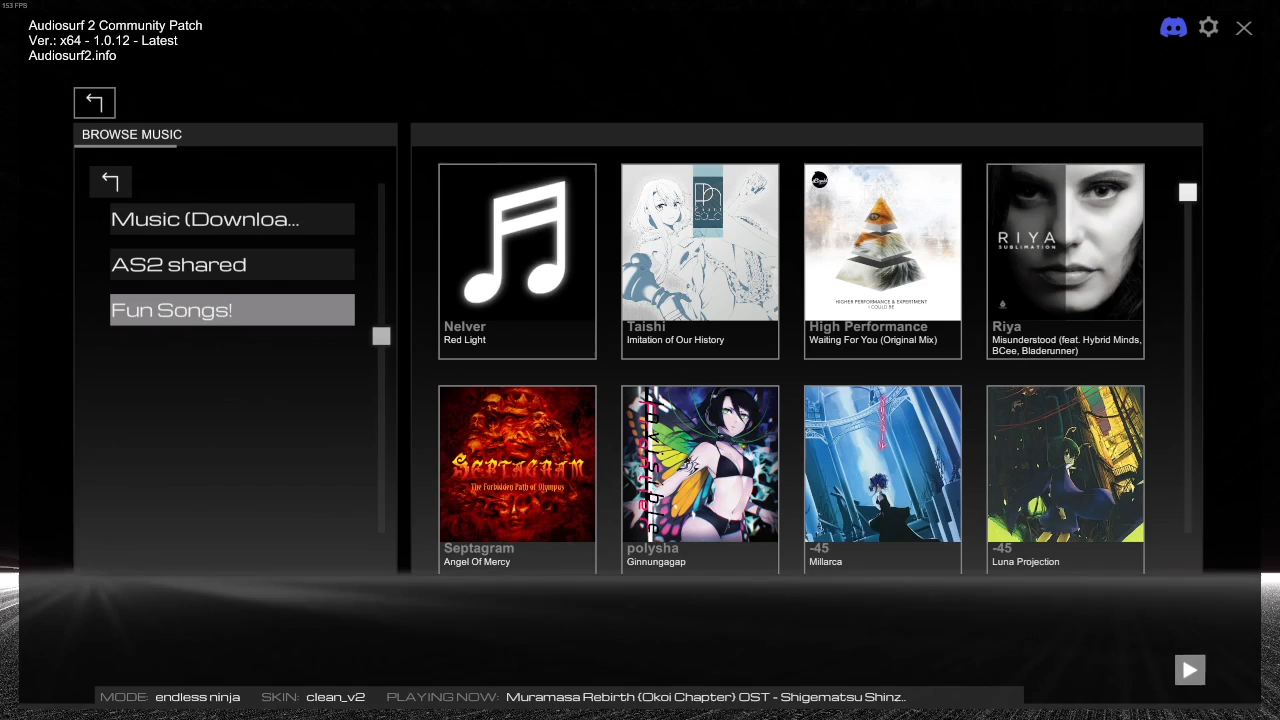 153 FPS
Audiosurf 2 Community Patch
Ver.: x64 - 1.0.12 - Latest
Audiosurf2.info
BROWSE MUSIC
Music (Downloa...
AS2 shared
Fun Songs!
SOLO
HIGHER PERFORMANCE & EXPERTMENT
I COULD BE
RIYA
SUBLIMATION
Nelver
Red Light
Taishi
Imitation of Our History
High Performance
Waiting For You (Original Mix)
Riya
Misunderstood (feat. Hybrid Minds,
BCee, Bladerunner)
SEPTAGRAM
The Forbidden Path of Olympus
Septagram
Angel Of Mercy
polysha
Ginnungagap
-45
Millarca
-45
Luna Projection
MODE: endless ninja SKIN: clean_v2 PLAYING NOW: Muramasa Rebirth (Okoi Chapter) OST - Shigematsu Shinz..